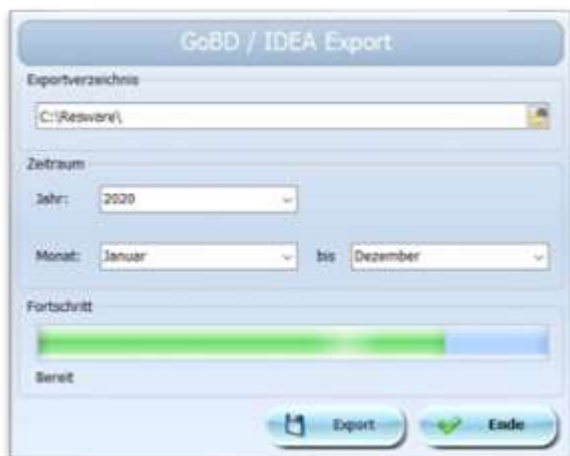 GoBD / IDEA Export
Exportverzeichnis
C:\Resware\
Zeitraum
Jahr: 2020
Monat: Januar bis Dezember
Fortschritt
Bereit
Export Ende